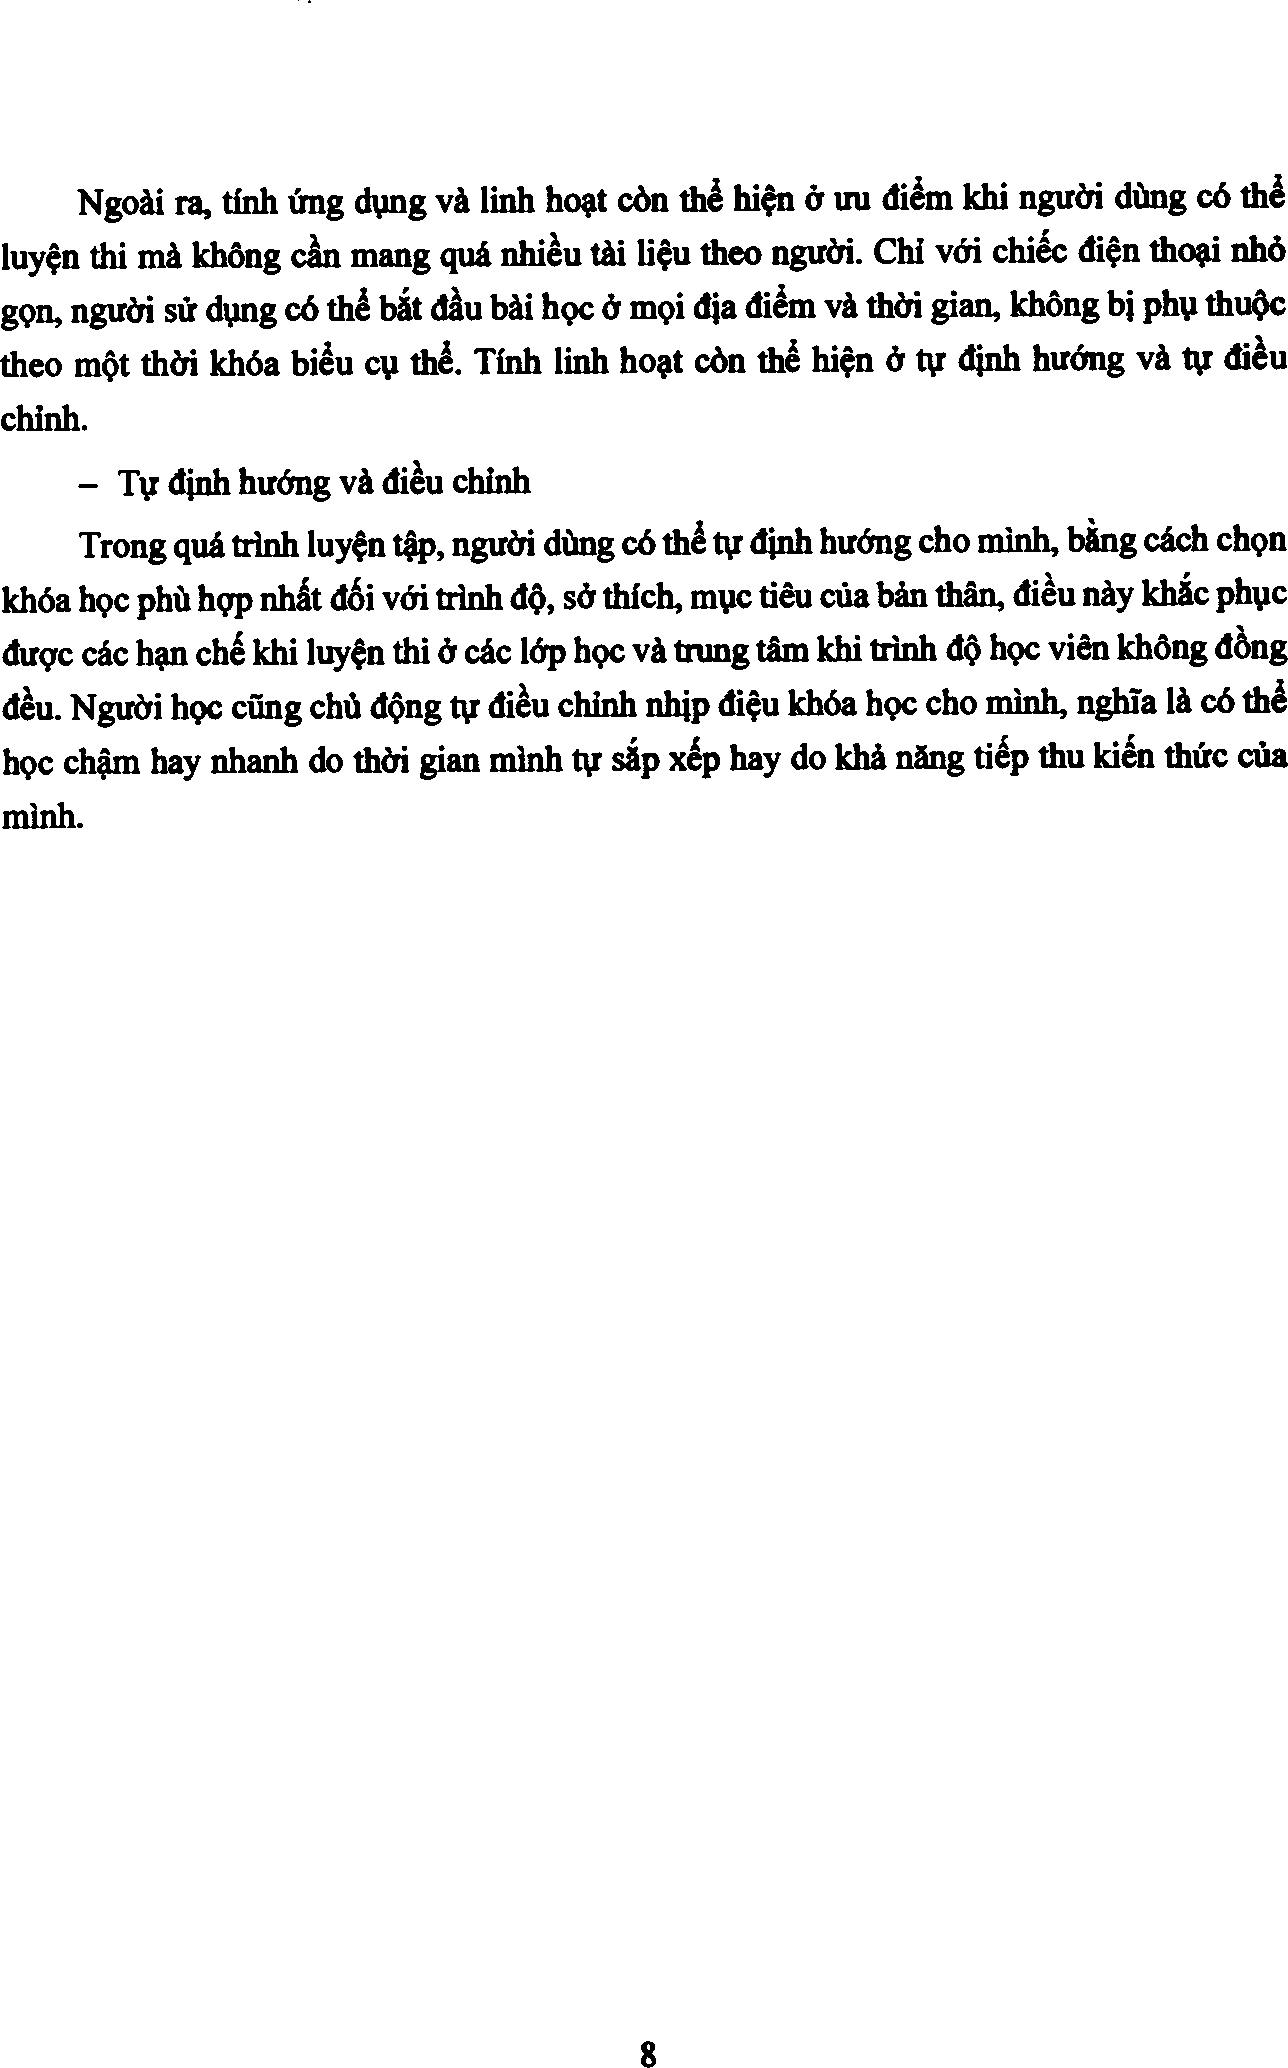 Ngoài ra, tính ứng dụng và linh hoạt còn thể hiện ở ưu điểm khi người dùng có thể
luyện thi mà không cần mang quá nhiều tài liệu theo người. Chỉ với chiếc điện thoại nhỏ
gọn, người sử dụng có thể bắt đầu bài học ở mọi địa điểm và thời gian, không bị phụ thuộc
theo một thời khóa biểu cụ thể. Tính linh hoạt còn thể hiện ở tự định hướng và tự điều
chỉnh.
– Tự định hướng và điều chỉnh
Trong quá trình luyện tập, người dùng có thể tự định hướng cho mình, bằng cách chọn
khóa học phù hợp nhất đối với trình độ, sở thích, mục tiêu của bản thân, điều này khắc phục
được các hạn chế khi luyện thi ở các lớp học và trung tâm khi trình độ học viên không đồng
đều. Người học cũng chủ động tự điều chỉnh nhịp điệu khóa học cho mình, nghĩa là có thể
học chậm hay nhanh do thời gian mình tự sắp xếp hay do khả năng tiếp thu kiến thức của
mình.
8